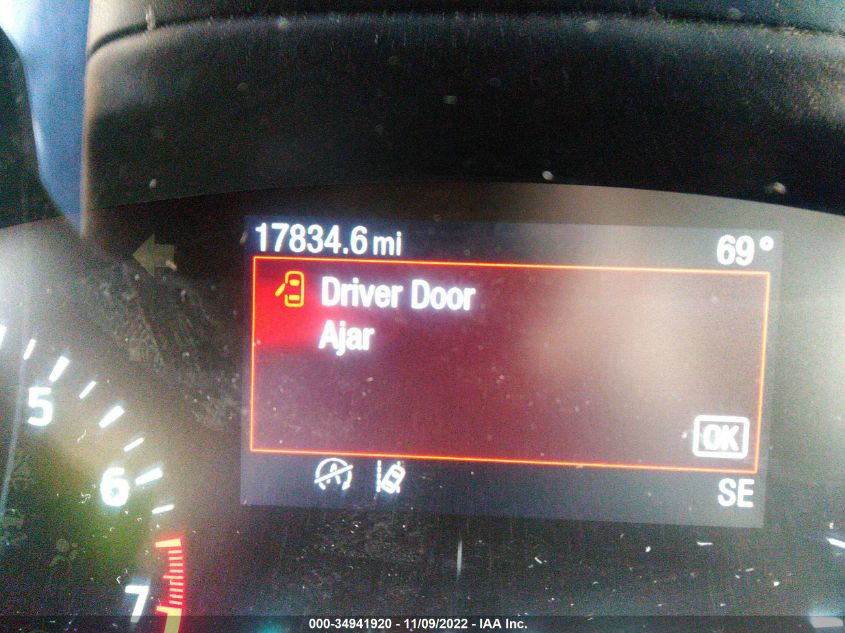 17834.6 mi 69°
Driver Door
Ajar
OK
A
SE
5
6
7
000-34941920 - 11/09/2022 - IAA Inc.